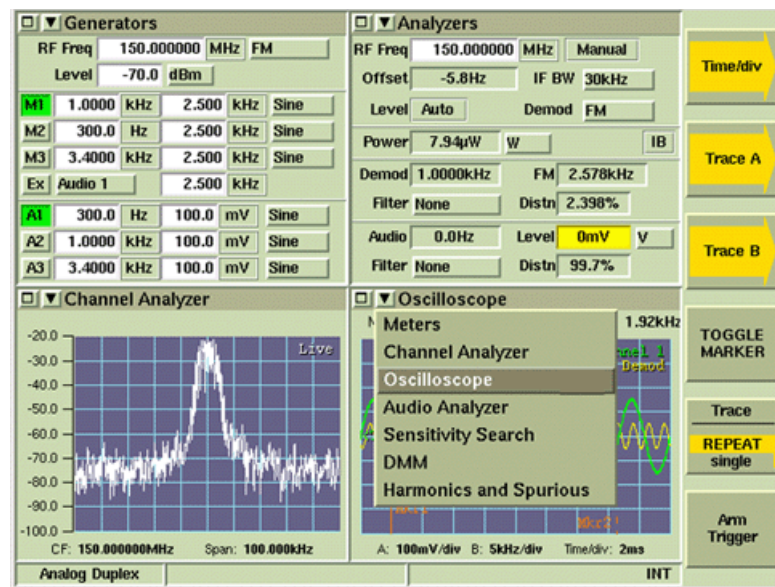 Generators
RF Freq 150.000000 MHz FM
Level -70.0 dBm
M1 1.0000 kHz 2.500 kHz Sine
M2 300.0 Hz 2.500 kHz Sine
M3 3.4000 kHz 2.500 kHz Sine
Ex Audio 1 2.500 kHz
A1 300.0 Hz 100.0 mV Sine
A2 1.0000 kHz 100.0 mV Sine
A3 3.4000 kHz 100.0 mV Sine
Analyzers
RF Freq 150.000000 MHz Manual
Offset -5.8Hz IF BW 30kHz
Level Auto Demod FM
Power 7.94µW W IB
Demod 1.0000kHz FM 2.578kHz
Filter None Distn 2.398%
Audio 0.0Hz Level 0mV V
Filter None Distn 99.7%
Channel Analyzer
Live
-20.0
-30.0
-40.0
-50.0
-60.0
-70.0
-80.0
-90.0
-100.0
CF: 150.000000MHz Span: 100.000kHz
Oscilloscope
1.92kHz
Demod
Meters
Channel Analyzer
Oscilloscope
Audio Analyzer
Sensitivity Search
DMM
Harmonics and Spurious
Mkr2
A: 100mV/div B: 5kHz/div Time/div: 2ms
Time/div
Trace A
Trace B
TOGGLE
MARKER
Trace
REPEAT
single
Arm
Trigger
Analog Duplex
INT